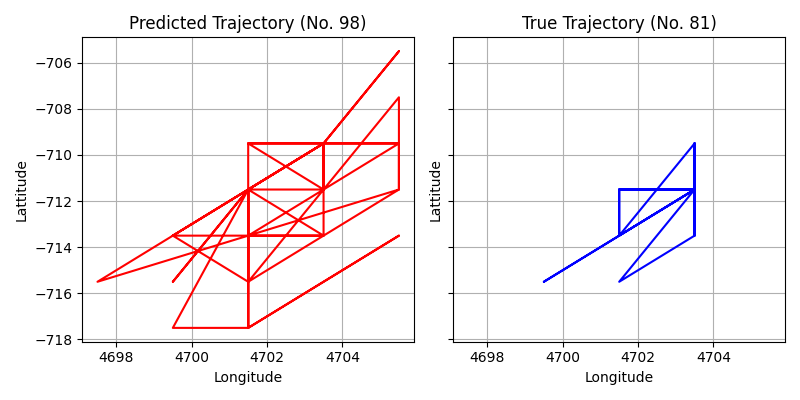 Predicted Trajectory (No. 98)
True Trajectory (No. 81)
−706
−708
−710
−712
−714
−716
−718
Lattitude
Lattitude
4698 4700 4702 4704
4698 4700 4702 4704
Longitude
Longitude